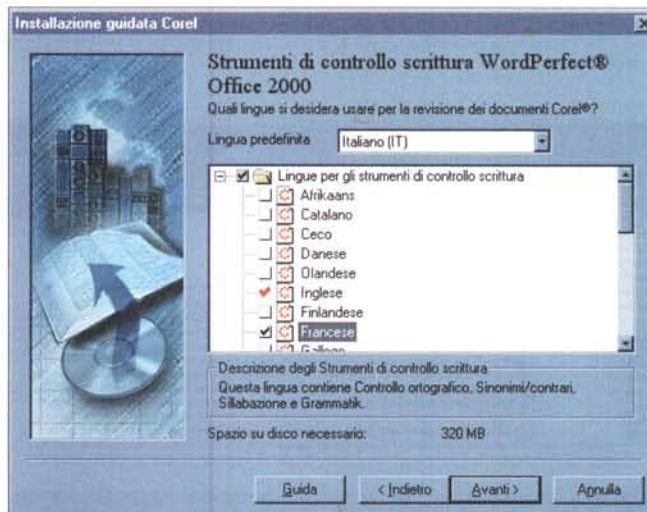 Installazione guidata Corel
Strumenti di controllo scrittura WordPerfect®
Office 2000
Quali lingue si desidera usare per la revisione dei documenti Corel®?
Lingua predefinita Italiano (IT)
Lingue per gli strumenti di controllo scrittura
Afrikaans
Catalano
Ceco
Danese
Olandese
Inglese
Finlandese
Francese
Descrizione degli Strumenti di controllo scrittura
Questa lingua contiene Controllo ortografico, Sinonimi/contrari,
Sillabazione e Grammatik.
Spazio su disco necessario: 320 MB
Guida < Indietro Avanti > Annulla